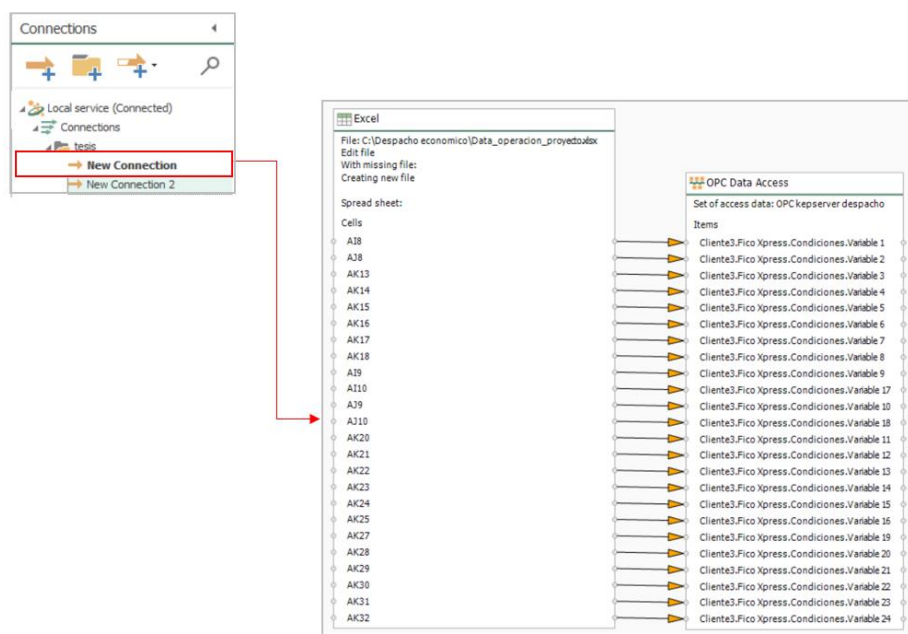 Connections
Local service (Connected)
Connections
tesis
New Connection
New Connection 2
Excel
File: C:\Despacho economico\Data_operacion_proyecto.xlsx
Edit file
With missing file:
Creating new file
Spread sheet:
Cells
AI8
AJ8
AK13
AK14
AK15
AK16
AK17
AK18
AI9
AI10
AJ9
AJ10
AK20
AK21
AK22
AK23
AK24
AK25
AK27
AK28
AK29
AK30
AK31
AK32
OPC Data Access
Set of access data: OPC kepserver despacho
Items
Cliente3.Fico Xpress.Condiciones.Variable 1
Cliente3.Fico Xpress.Condiciones.Variable 2
Cliente3.Fico Xpress.Condiciones.Variable 3
Cliente3.Fico Xpress.Condiciones.Variable 4
Cliente3.Fico Xpress.Condiciones.Variable 5
Cliente3.Fico Xpress.Condiciones.Variable 6
Cliente3.Fico Xpress.Condiciones.Variable 7
Cliente3.Fico Xpress.Condiciones.Variable 8
Cliente3.Fico Xpress.Condiciones.Variable 9
Cliente3.Fico Xpress.Condiciones.Variable 17
Cliente3.Fico Xpress.Condiciones.Variable 10
Cliente3.Fico Xpress.Condiciones.Variable 18
Cliente3.Fico Xpress.Condiciones.Variable 11
Cliente3.Fico Xpress.Condiciones.Variable 12
Cliente3.Fico Xpress.Condiciones.Variable 13
Cliente3.Fico Xpress.Condiciones.Variable 14
Cliente3.Fico Xpress.Condiciones.Variable 15
Cliente3.Fico Xpress.Condiciones.Variable 16
Cliente3.Fico Xpress.Condiciones.Variable 19
Cliente3.Fico Xpress.Condiciones.Variable 20
Cliente3.Fico Xpress.Condiciones.Variable 21
Cliente3.Fico Xpress.Condiciones.Variable 22
Cliente3.Fico Xpress.Condiciones.Variable 23
Cliente3.Fico Xpress.Condiciones.Variable 24